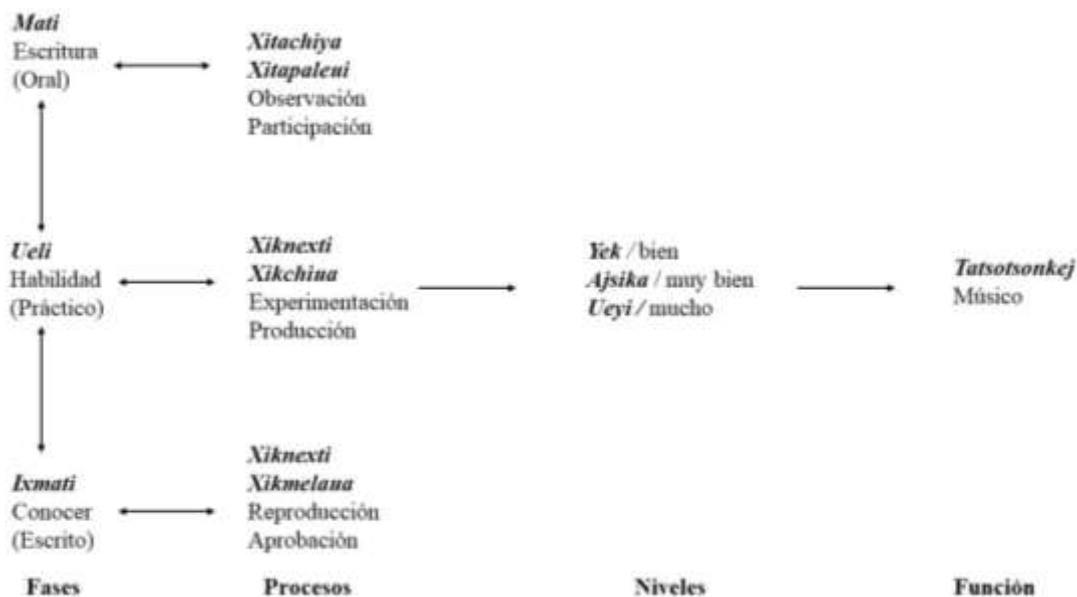 Mati
Escritura
(Oral)
Xitachiya
Xitapaleui
Observación
Participación
Ueli
Habilidad
(Práctico)
Xiknexti
Xikchiua
Experimentación
Producción
Yek / bien
Ajsika / muy bien
Ueyi / mucho
Tatsotsonkej
Músico
Ixmati
Conocer
(Escrito)
Xiknexti
Xikmelaua
Reproducción
Aprobación
Fases
Procesos
Niveles
Función